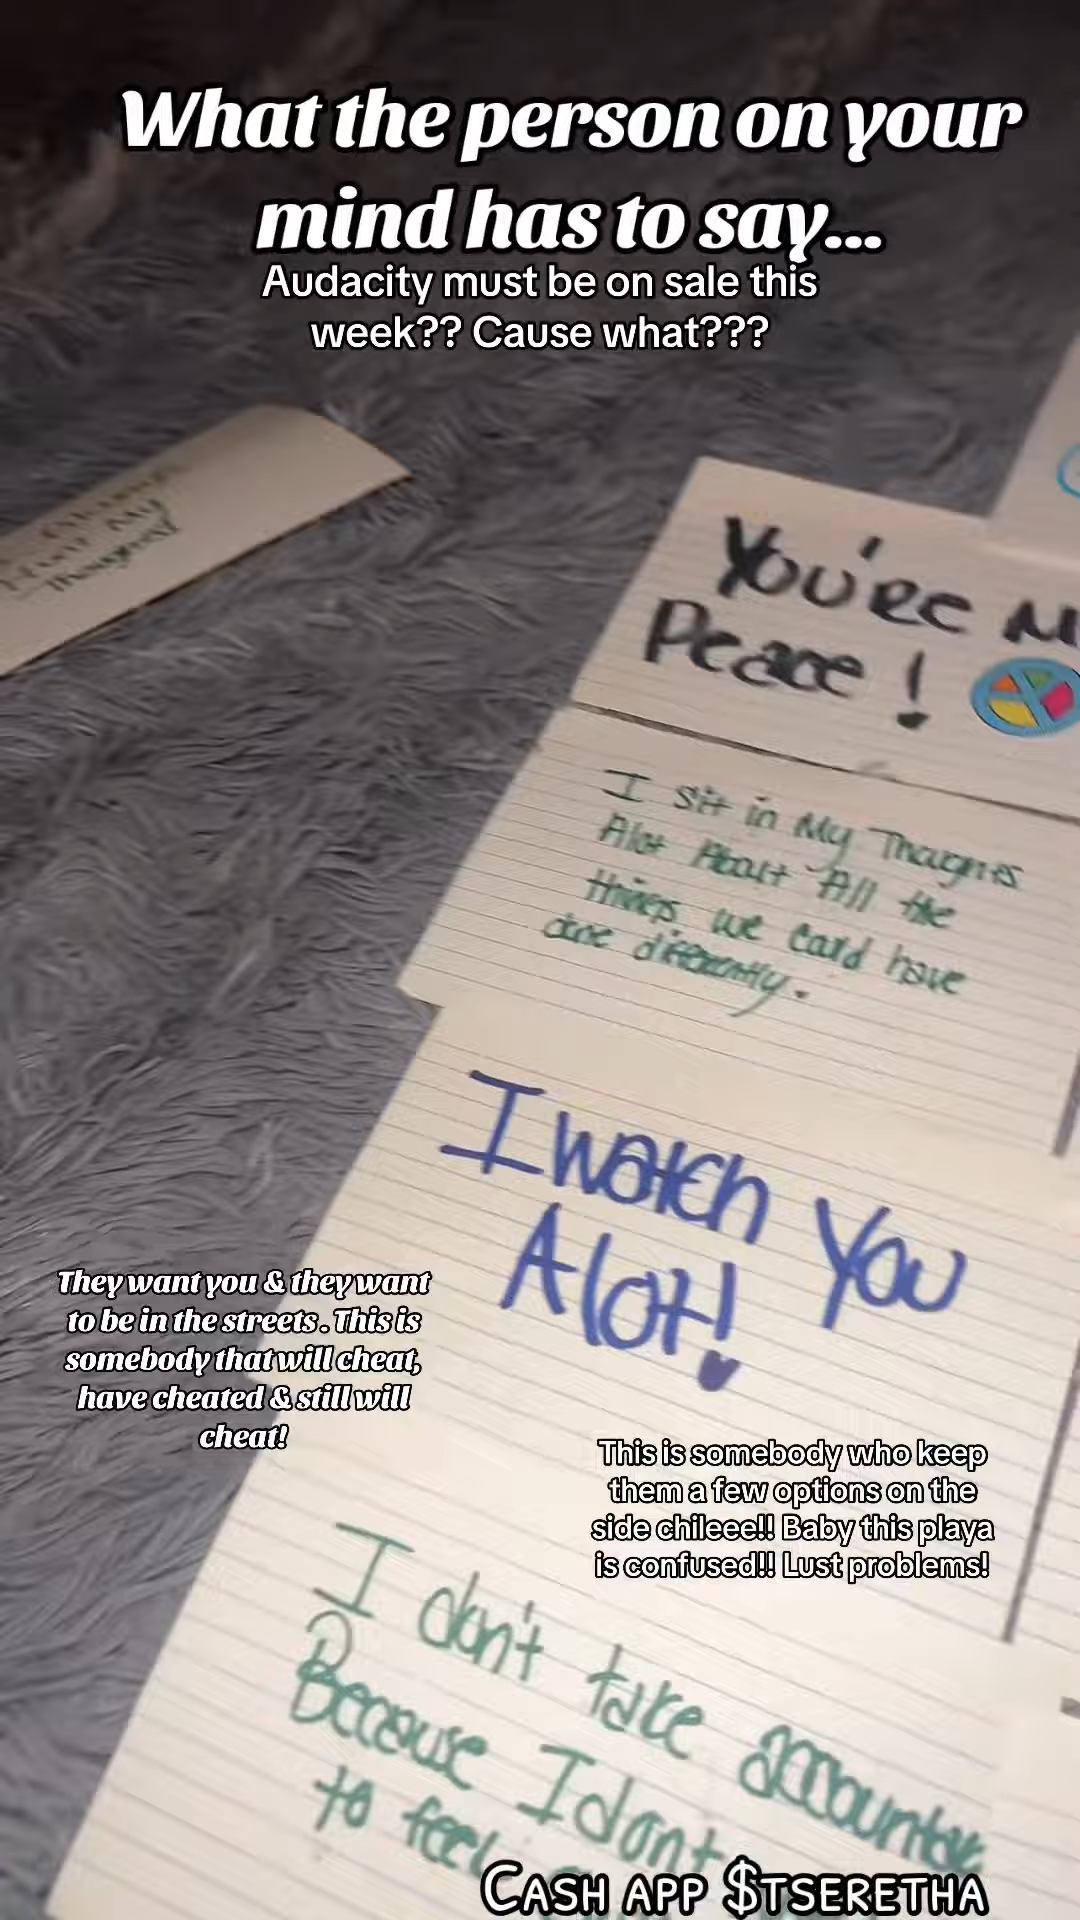 What the person on your
mind has to say...
Audacity must be on sale this
week?? Cause what???
You're
Peace!
I sit in My Thoughts
Alot About All the
things we could have
done differently.
I watch You
Alot!
They want you & they want
to be in the streets. This is
somebody that will cheat,
have cheated & still will
cheat!
This is somebody who keep
them a few options on the
side chileee!! Baby this playa
is confused!! Lust problems!
I don't take
Because I dont
to feel
Cash app $tseretha